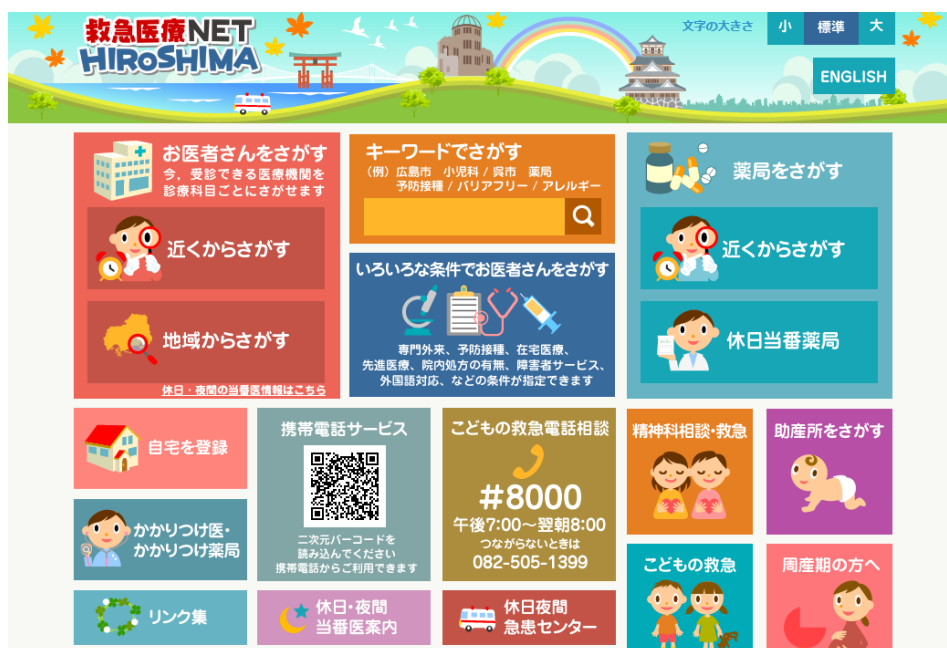 救急医療NET
HIROSHIMA
文字の大きさ
小
標準
大
ENGLISH
お医者さんをさがす
今，受診できる医療機関を
診療科目ごとにさがせます
近くからさがす
地域からさがす
休日・夜間の当番医情報はこちら
キーワードでさがす
（例）広島市　小児科 / 呉市　薬局
予防接種 / バリアフリー / アレルギー
いろいろな条件でお医者さんをさがす
専門外来、予防接種、在宅医療、
先進医療、院内処方の有無、障害者サービス、
外国語対応、などの条件が指定できます
薬局をさがす
近くからさがす
休日当番薬局
自宅を登録
かかりつけ医・
かかりつけ薬局
リンク集
携帯電話サービス
二次元バーコードを
読み込んでください
携帯電話からご利用できます
休日・夜間
当番医案内
こどもの救急電話相談
#8000
午後7:00～翌朝8:00
つながらないときは
082-505-1399
休日夜間
急患センター
精神科相談・救急
助産所をさがす
こどもの救急
周産期の方へ